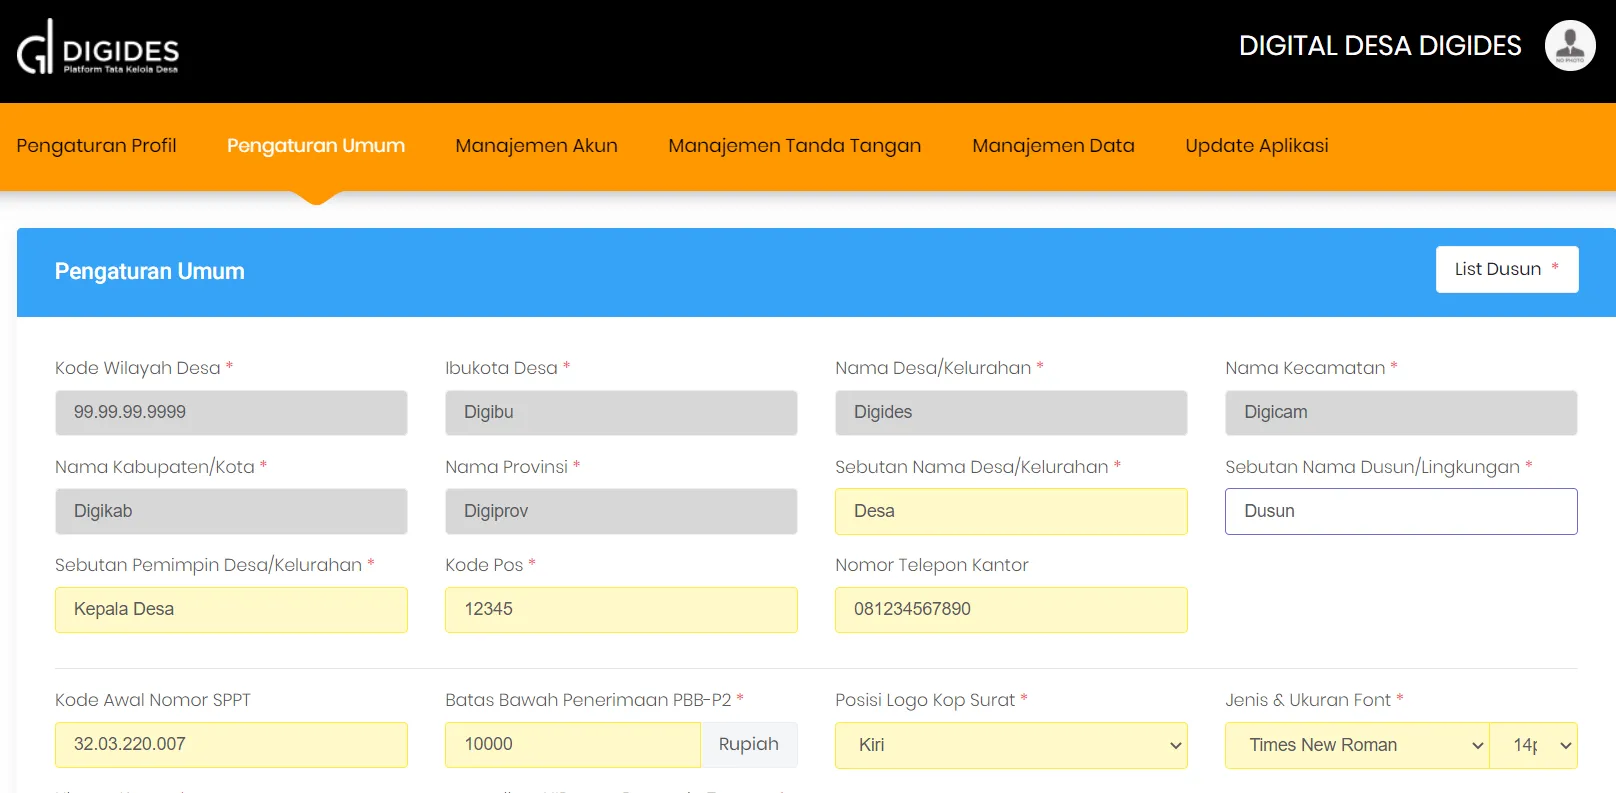 DIGIDES
Platform Tata Kelola Desa
DIGITAL DESA DIGIDES
NO PHOTO
Pengaturan Profil
Pengaturan Umum
Manajemen Akun
Manajemen Tanda Tangan
Manajemen Data
Update Aplikasi
Pengaturan Umum
List Dusun *
Kode Wilayah Desa *
Ibukota Desa *
Nama Desa/Kelurahan *
Nama Kecamatan *
99.99.99.9999
Digibu
Digides
Digicam
Nama Kabupaten/Kota *
Nama Provinsi *
Sebutan Nama Desa/Kelurahan *
Sebutan Nama Dusun/Lingkungan *
Digikab
Digiprov
Desa
Dusun
Sebutan Pemimpin Desa/Kelurahan *
Kode Pos *
Nomor Telepon Kantor
Kepala Desa
12345
081234567890
Kode Awal Nomor SPPT
Batas Bawah Penerimaan PBB-P2 *
Posisi Logo Kop Surat *
Jenis & Ukuran Font *
32.03.220.007
10000
Rupiah
Kiri
Times New Roman
14p